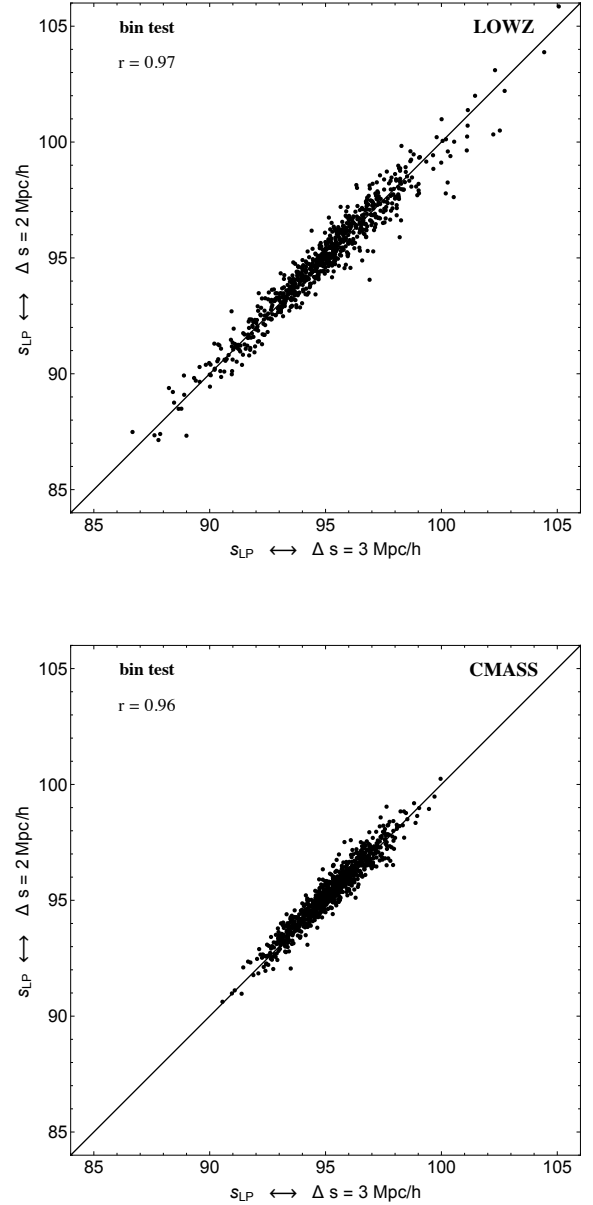 bin test LOWZ
r = 0.97
105
100
95
90
85
s_LP ⟷ Δ s = 2 Mpc/h
85 90 95 100 105
s_LP ⟷ Δ s = 3 Mpc/h
bin test CMASS
r = 0.96
105
100
95
90
85
s_LP ⟷ Δ s = 2 Mpc/h
85 90 95 100 105
s_LP ⟷ Δ s = 3 Mpc/h